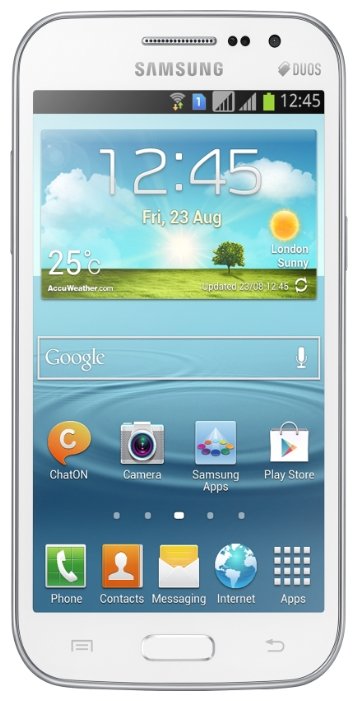 SAMSUNG DUOS
1 12:45
12:45
Fri, 23 Aug
London
25°c Sunny
AccuWeather.com Updated 23/08 12:45
Google
ChatON Camera Samsung Apps Play Store
Phone Contacts Messaging Internet Apps